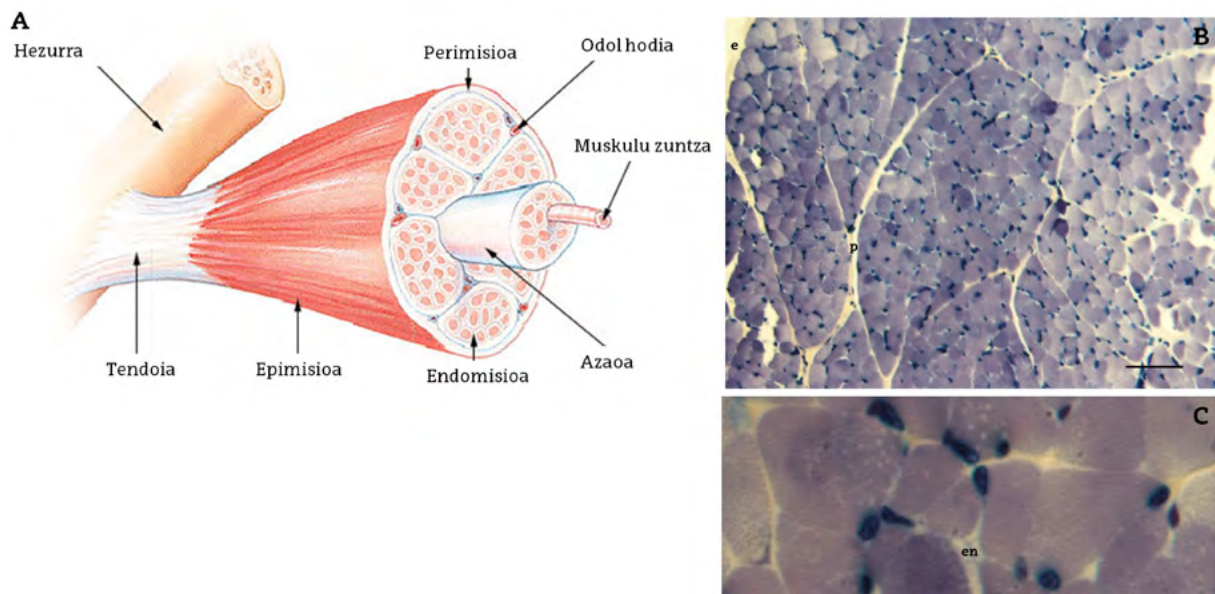 A
Hezurra
Perimisioa
Odol hodia
Muskulu zuntza
Tendoia
Epimisioa
Endomisioa
Azaoa
B
e
p
C
en